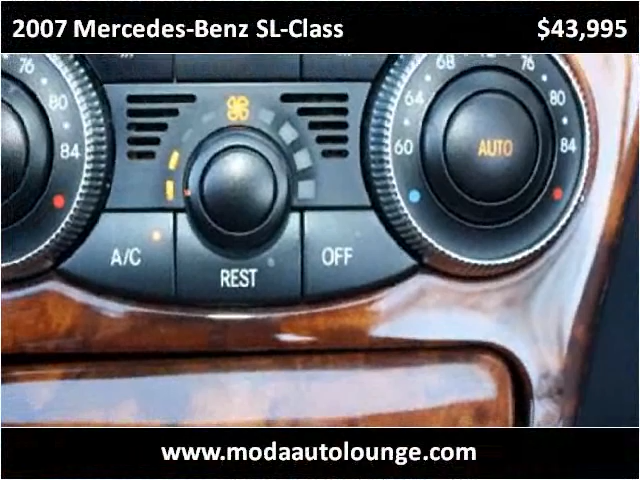 2007 Mercedes-Benz SL-Class $43,995
76 80 84
60 64 68 72 76 80 84
AUTO
A/C REST OFF
www.modaautolounge.com